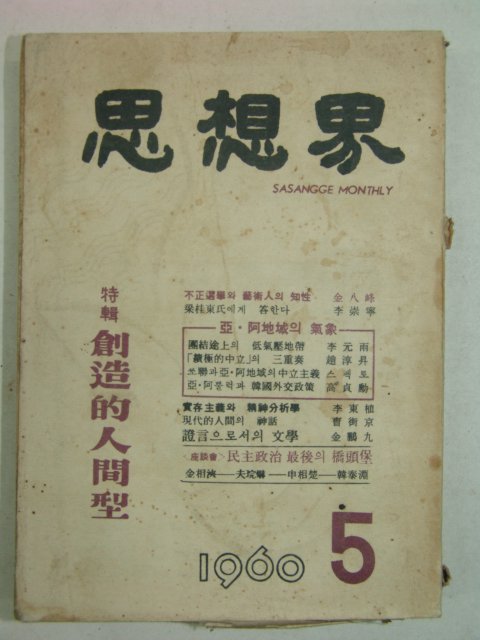 思想界
SASANGGE MONTHLY
特輯 創造的人間型
不正選擧와 藝術人의 知性 金八峰
梁柱東氏에게 答한다 李崇寧
亞·阿地域의 氣象
團結途上의 低氣壓地帶 李元雨
「積極的中立」의 三重奏 趙淳昇
쏘聯과 亞·阿地域의 中立主義
亞·阿블럭과 韓國外交政策 高貞勳
實存主義와 精神分析學 李東植
現代的人間의 神話 曺街京
證言으로서의 文學 金鵬九
<座談會> 民主政治 最後의 橋頭堡
金相浹——夫琓爀——申相楚——韓泰淵
1960 5